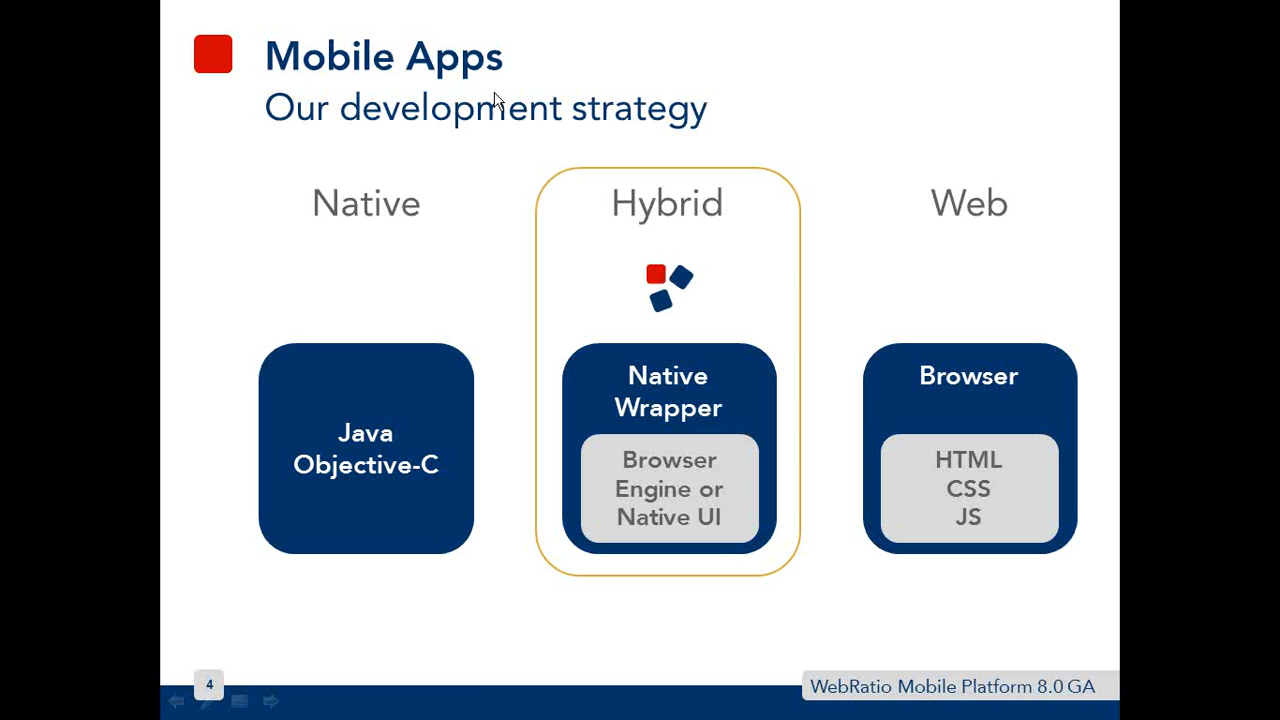 Mobile Apps
Our development strategy
Native
Hybrid
Web
Java
Objective-C
Native
Wrapper
Browser
Engine or
Native UI
Browser
HTML
CSS
JS
4
WebRatio Mobile Platform 8.0 GA